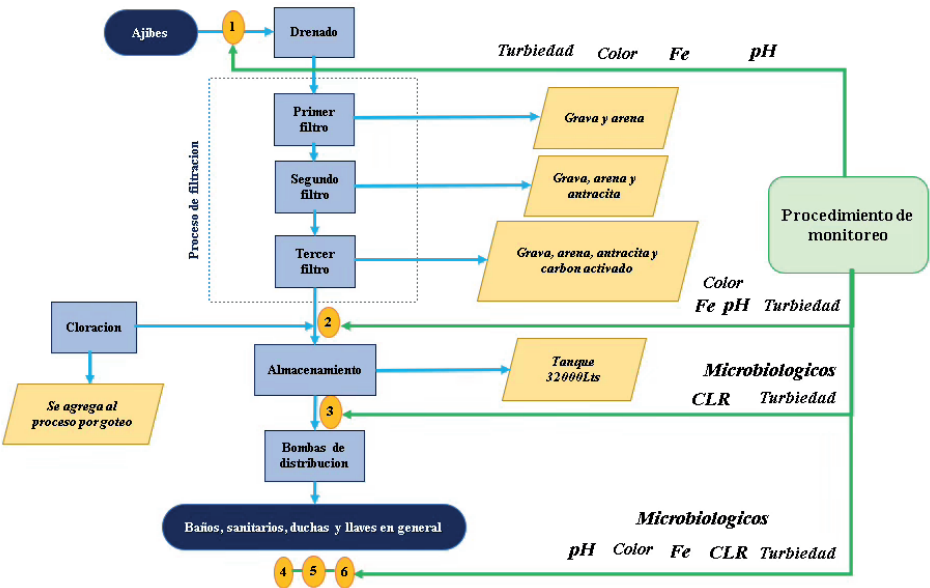 Ajibes
1
Drenado
Turbiedad Color Fe pH
Proceso de filtracion
Primer
filtro
Grava y arena
Segundo
filtro
Grava, arena y
antracita
Tercer
filtro
Grava, arena, antracita y
carbon activado
Procedimiento de
monitoreo
Color
Fe pH Turbiedad
Cloracion
2
Se agrega al
proceso por goteo
Almacenamiento
Tanque
32000Lts
Microbiologicos
CLR Turbiedad
3
Bombas de
distribucion
Baños, sanitarios, duchas y llaves en general
Microbiologicos
pH Color Fe CLR Turbiedad
4 5 6